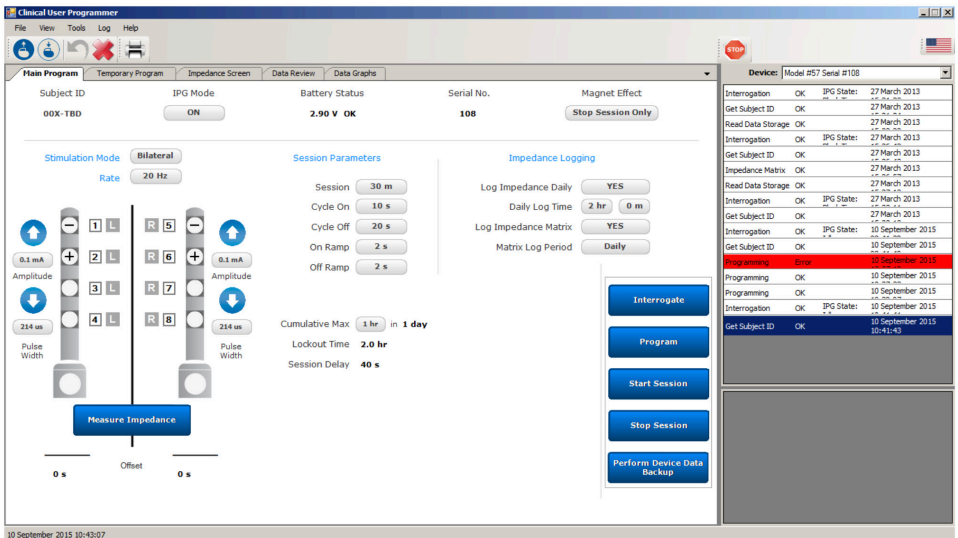 Clinical User Programmer
File View Tools Log Help
STOP
Main Program Temporary Program Impedance Screen Data Review Data Graphs
Device: Model #57 Serial #108
Subject ID IPG Mode Battery Status Serial No. Magnet Effect
00X-TBD ON 2.90 V OK 108 Stop Session Only
Stimulation Mode Bilateral
Rate 20 Hz
1 L R 5
2 L R 6
3 L R 7
4 L R 8
0.1 mA 0.1 mA
Amplitude Amplitude
214 us 214 us
Pulse Width Pulse Width
Measure Impedance
Offset
0 s 0 s
Session Parameters
Session 30 m
Cycle On 10 s
Cycle Off 20 s
On Ramp 2 s
Off Ramp 2 s
Cumulative Max 1 hr in 1 day
Lockout Time 2.0 hr
Session Delay 40 s
Impedance Logging
Log Impedance Daily YES
Daily Log Time 2 hr 0 m
Log Impedance Matrix YES
Matrix Log Period Daily
Interrogate
Program
Start Session
Stop Session
Perform Device Data
Backup
Interrogation OK IPG State: 27 March 2013
Get Subject ID OK 27 March 2013
Read Data Storage OK 27 March 2013
Interrogation OK IPG State: 27 March 2013
Get Subject ID OK 27 March 2013
Impedance Matrix OK 27 March 2013
Read Data Storage OK 27 March 2013
Interrogation OK IPG State: 27 March 2013
Get Subject ID OK 27 March 2013
Interrogation OK IPG State: 10 September 2015
Get Subject ID OK 10 September 2015
Programming Error 10 September 2015
Programming OK 10 September 2015
Programming OK 10 September 2015
Interrogation OK IPG State: 10 September 2015
Get Subject ID OK 10 September 2015
10:41:43
10 September 2015 10:43:07